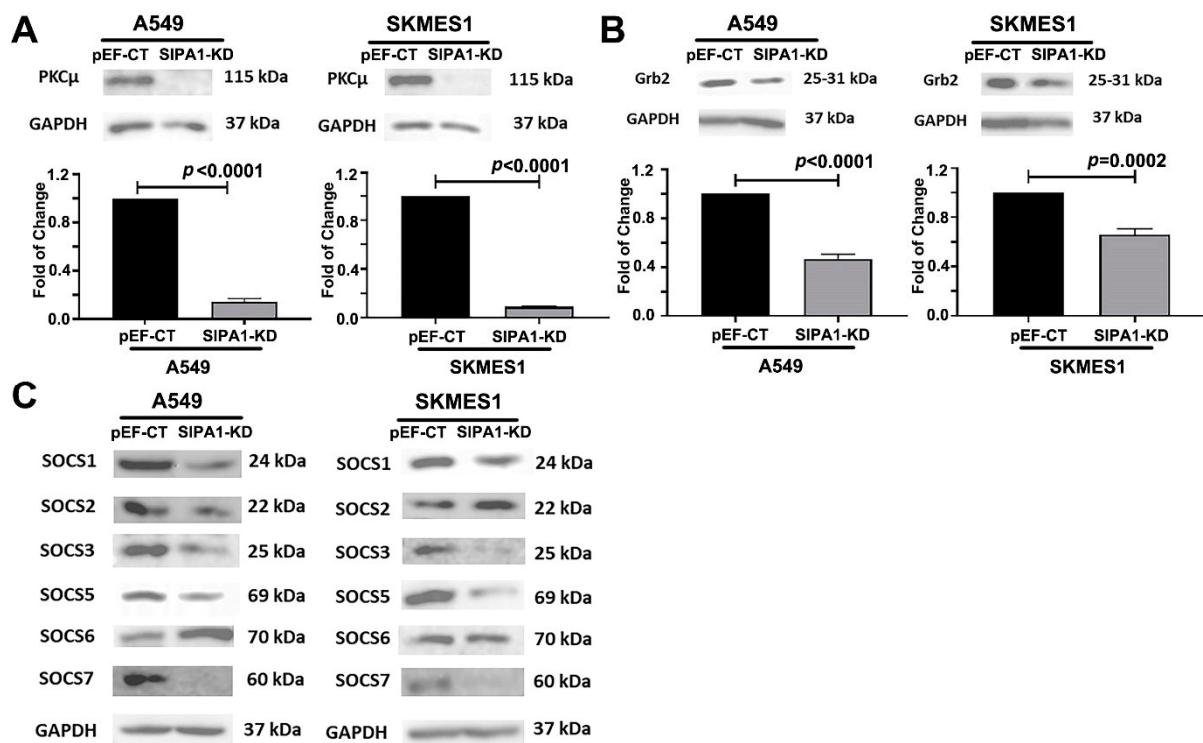 A
A549
pEF-CT SIPA1-KD
PKCμ 115 kDa
GAPDH 37 kDa
p<0.0001
Fold of Change
1.2
1.0
0.8
0.4
0.0
pEF-CT SIPA1-KD
A549
SKMES1
pEF-CT SIPA1-KD
PKCμ 115 kDa
GAPDH 37 kDa
p<0.0001
Fold of Change
1.2
1.0
0.8
0.4
0.0
pEF-CT SIPA1-KD
SKMES1
B
A549
pEF-CT SIPA1-KD
Grb2 25-31 kDa
GAPDH 37 kDa
p<0.0001
Fold of Change
1.2
1.0
0.8
0.4
0.0
pEF-CT SIPA1-KD
A549
SKMES1
pEF-CT SIPA1-KD
Grb2 25-31 kDa
GAPDH 37 kDa
p=0.0002
Fold of Change
1.2
1.0
0.8
0.4
0.0
pEF-CT SIPA1-KD
SKMES1
C
A549
pEF-CT SIPA1-KD
SOCS1 24 kDa
SOCS2 22 kDa
SOCS3 25 kDa
SOCS5 69 kDa
SOCS6 70 kDa
SOCS7 60 kDa
GAPDH 37 kDa
SKMES1
pEF-CT SIPA1-KD
SOCS1 24 kDa
SOCS2 22 kDa
SOCS3 25 kDa
SOCS5 69 kDa
SOCS6 70 kDa
SOCS7 60 kDa
GAPDH 37 kDa